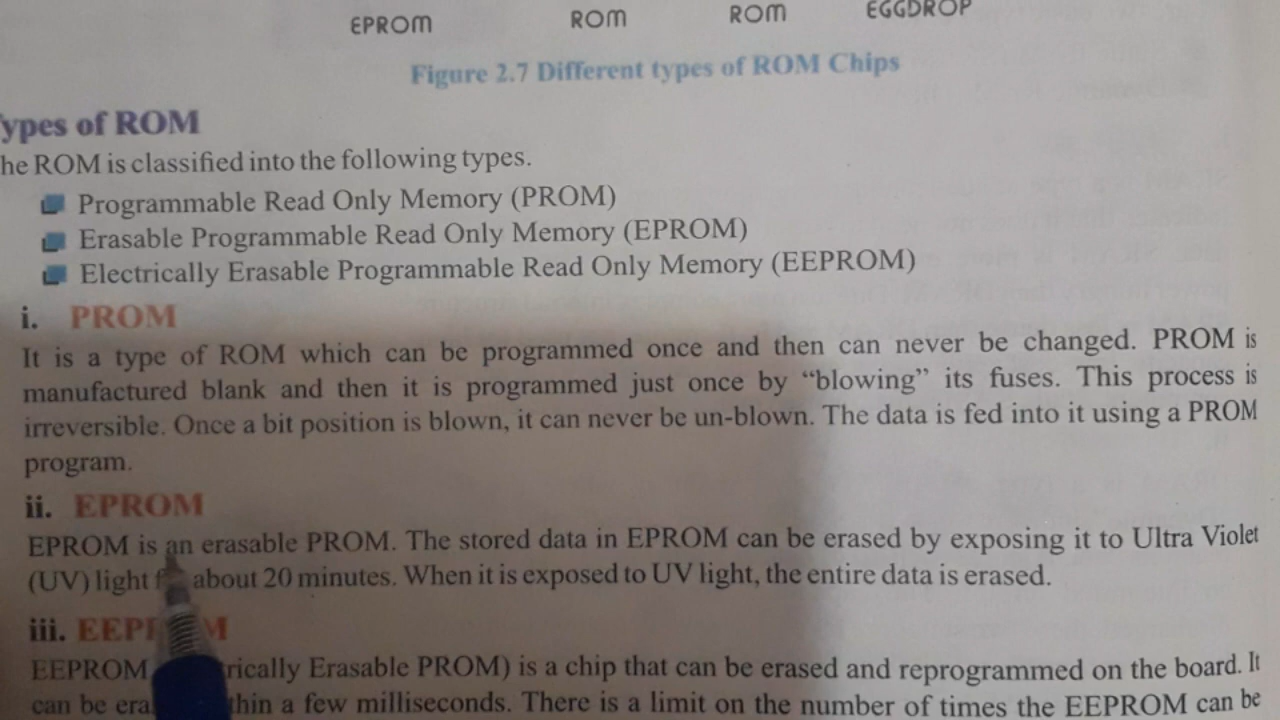 EPROM ROM ROM EGGDROP
Figure 2.7 Different types of ROM Chips
ypes of ROM
he ROM is classified into the following types.
Programmable Read Only Memory (PROM)
Erasable Programmable Read Only Memory (EPROM)
Electrically Erasable Programmable Read Only Memory (EEPROM)
i. PROM
It is a type of ROM which can be programmed once and then can never be changed. PROM is
manufactured blank and then it is programmed just once by “blowing” its fuses. This process is
irreversible. Once a bit position is blown, it can never be un-blown. The data is fed into it using a PROM
program.
ii. EPROM
EPROM is an erasable PROM. The stored data in EPROM can be erased by exposing it to Ultra Violet
(UV) light about 20 minutes. When it is exposed to UV light, the entire data is erased.
iii.
EEPROM rically Erasable PROM) is a chip that can be erased and reprogrammed on the board. It
can be era thin a few milliseconds. There is a limit on the number of times the EEPROM can be